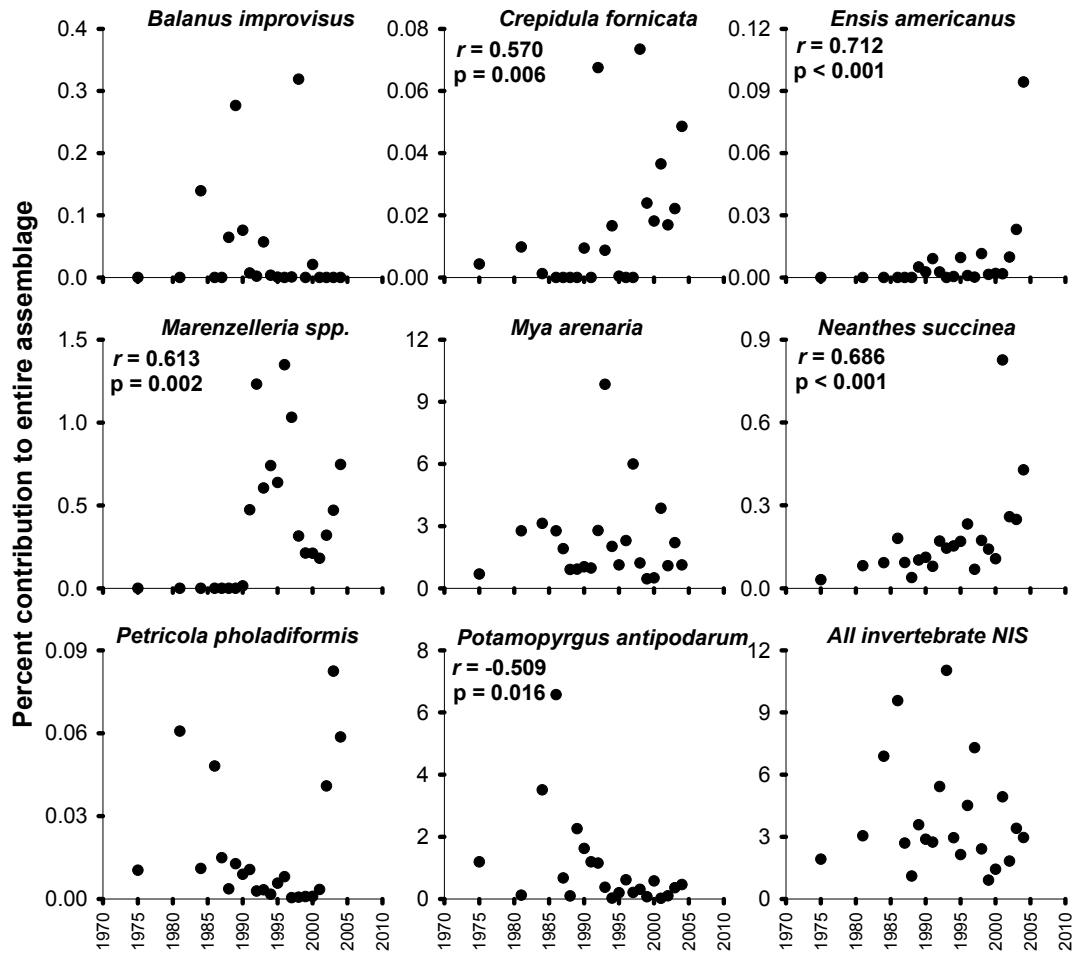 Balanus improvisus
0.4
0.3
0.2
0.1
0.0
1970 1975 1980 1985 1990 1995 2000 2005 2010
Crepidula fornicata
r = 0.570
p = 0.006
0.08
0.06
0.04
0.02
0.00
1970 1975 1980 1985 1990 1995 2000 2005 2010
Ensis americanus
r = 0.712
p < 0.001
0.12
0.09
0.06
0.03
0.00
Percent contribution to entire assemblage
Marenzelleria spp.
r = 0.613
p = 0.002
1.5
1.0
0.5
0.0
Mya arenaria
12
9
6
3
0
Neanthes succinea
r = 0.686
p < 0.001
0.9
0.6
0.3
0.0
Petricola pholadiformis
0.09
0.06
0.03
0.00
Potamopyrgus antipodarum
r = -0.509
p = 0.016
8
6
4
2
0
All invertebrate NIS
12
9
6
3
0
1970 1975 1980 1985 1990 1995 2000 2005 2010